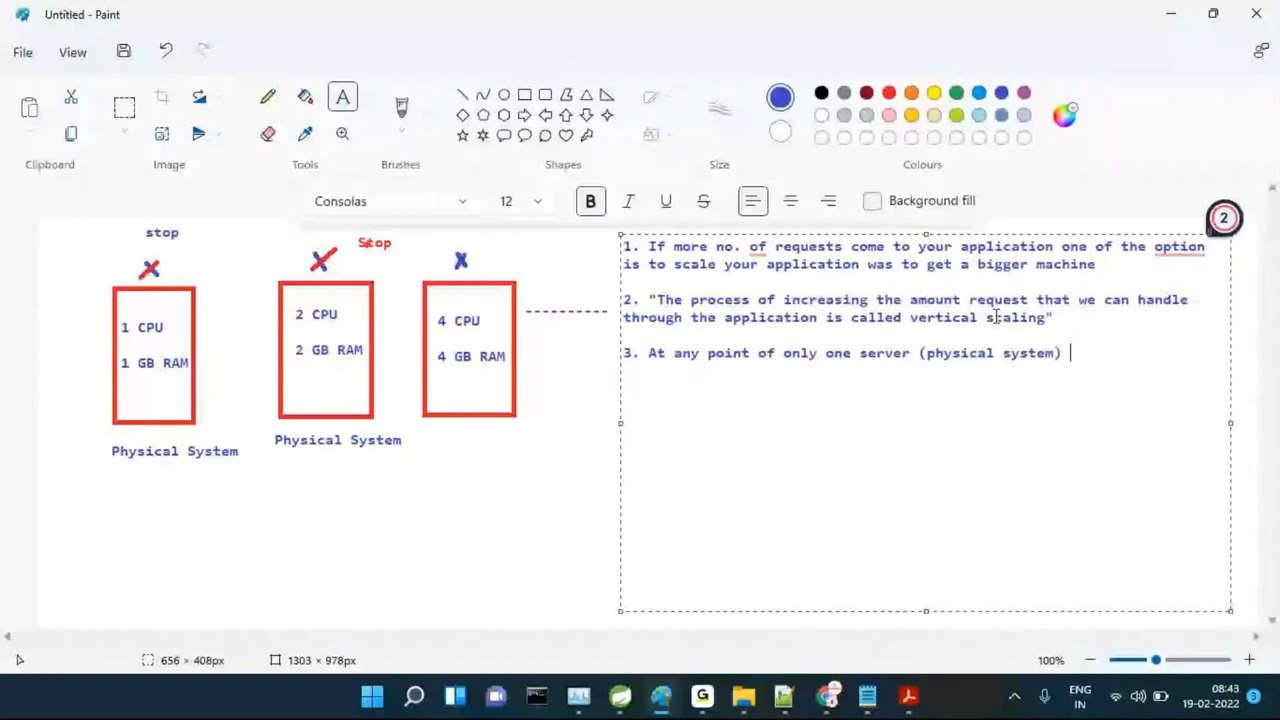 Untitled - Paint
File
View
Clipboard
Image
Tools
Brushes
Shapes
Size
Colours
A
Consolas
12
B
I
U
S
Background fill
2
stop
Stop
X
X
X
1 CPU
1 GB RAM
2 CPU
2 GB RAM
4 CPU
4 GB RAM
Physical System
Physical System
1. If more no. of requests come to your application one of the option
is to scale your application was to get a bigger machine
2. "The process of increasing the amount request that we can handle
through the application is called vertical scaling"
3. At any point of only one server (physical system)
656 × 408px
1303 × 978px
100%
G
ENG
IN
08:43
19-02-2022
3